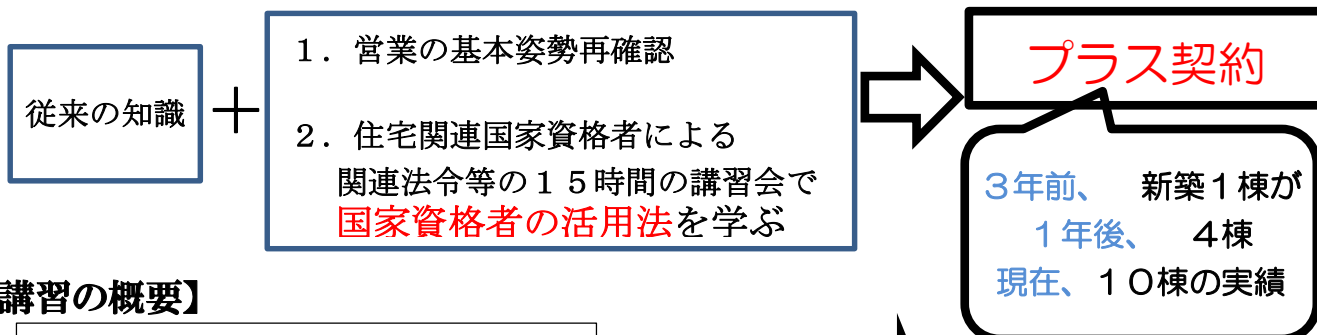 従来の知識
＋
１．営業の基本姿勢再確認
２．住宅関連国家資格者による
関連法令等の１５時間の講習会で
国家資格者の活用法を学ぶ
プラス契約
３年前、　新築１棟が
１年後、　４棟
現在、１０棟の実績
講習の概要】